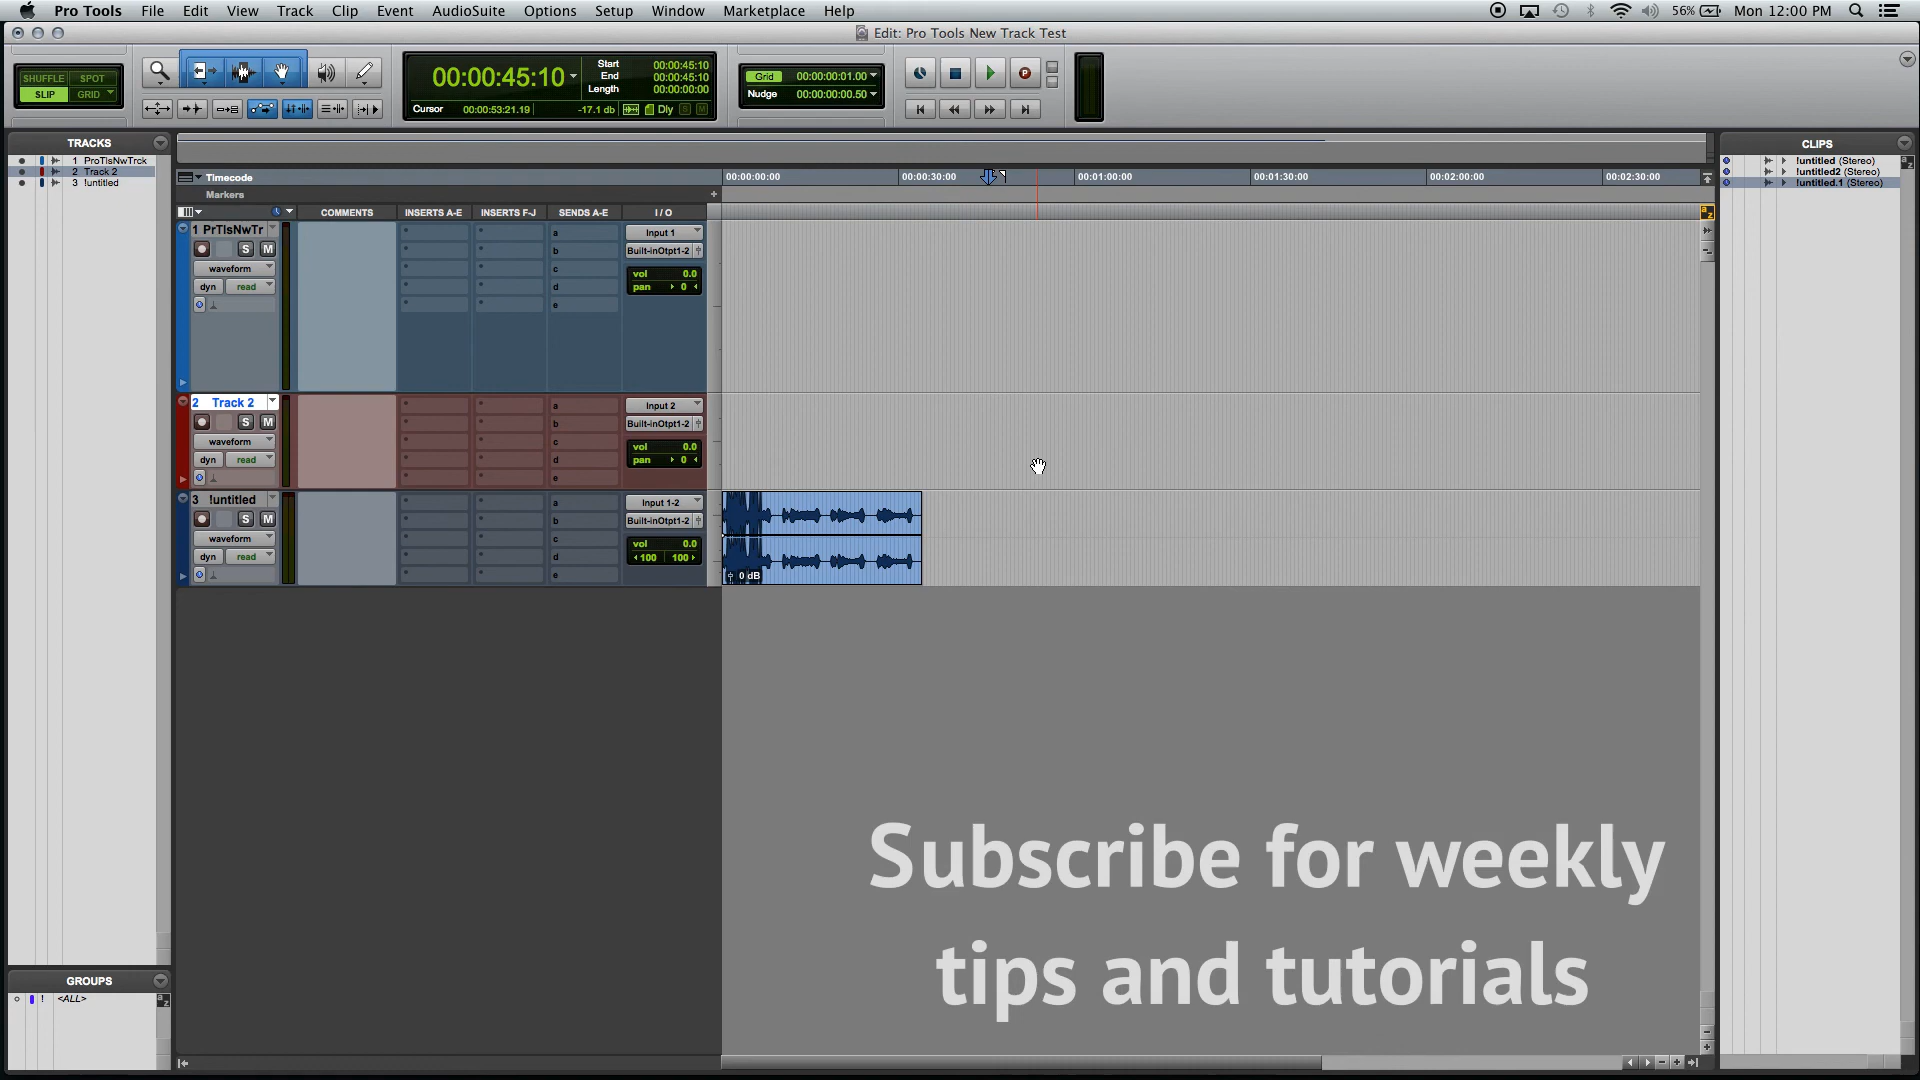 Pro Tools File Edit View Track Clip Event AudioSuite Options Setup Window Marketplace Help 56% Mon 12:00 PM
Edit: Pro Tools New Track Test
SHUFFLE SPOT
SLIP GRID
00:00:45:10
Start 00:00:45:10
End 00:00:45:10
Length 00:00:00:00
Cursor 00:00:53:21.19 -17.1 db Dly S M
Grid 00:00:00:01.00
Nudge 00:00:00:00.50
TRACKS
1 ProTlsNwTrck
2 Track 2
3 !untitled
Timecode 00:00:00:00 00:00:30:00 00:01:00:00 00:01:30:00 00:02:00:00 00:02:30:00
Markers
COMMENTS INSERTS A-E INSERTS F-J SENDS A-E I / O
1 PrTlsNwTr
S M
waveform
dyn read
a
b
c
d
e
Input 1
Built-inOtpt1-2
vol 0.0
pan 0
2 Track 2
S M
waveform
dyn read
a
b
c
d
e
Input 2
Built-inOtpt1-2
vol 0.0
pan 0
3 !untitled
S M
waveform
dyn read
a
b
c
d
e
Input 1-2
Built-inOtpt1-2
vol 0.0
100 100
0 dB
CLIPS
!untitled (Stereo)
!untitled2 (Stereo)
!untitled.1 (Stereo)
GROUPS
! <ALL>
Subscribe for weekly
tips and tutorials